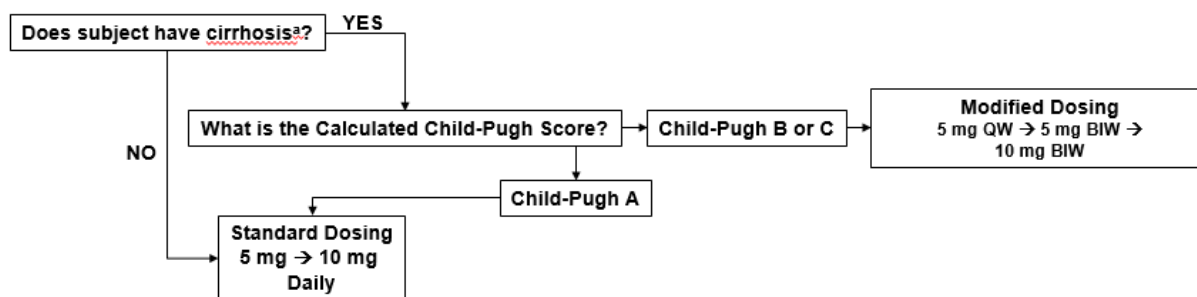 Does subject have cirrhosisª?
YES
What is the Calculated Child-Pugh Score?
Child-Pugh B or C
Modified Dosing
5 mg QW → 5 mg BIW →
10 mg BIW
NO
Child-Pugh A
Standard Dosing
5 mg → 10 mg
Daily